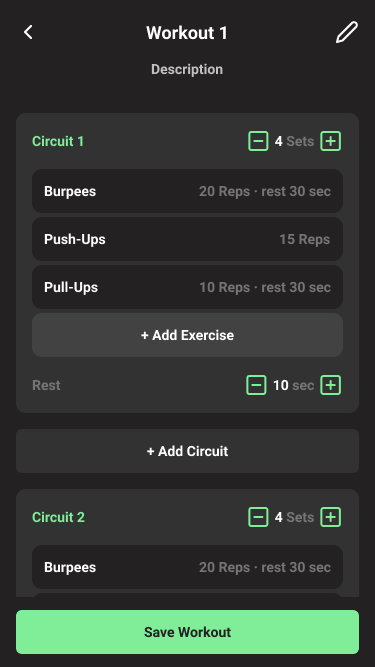 Workout 1
Description
Circuit 1
4 Sets
Burpees
20 Reps · rest 30 sec
Push-Ups
15 Reps
Pull-Ups
10 Reps · rest 30 sec
+ Add Exercise
Rest
10 sec
+ Add Circuit
Circuit 2
4 Sets
Burpees
20 Reps · rest 30 sec
Save Workout